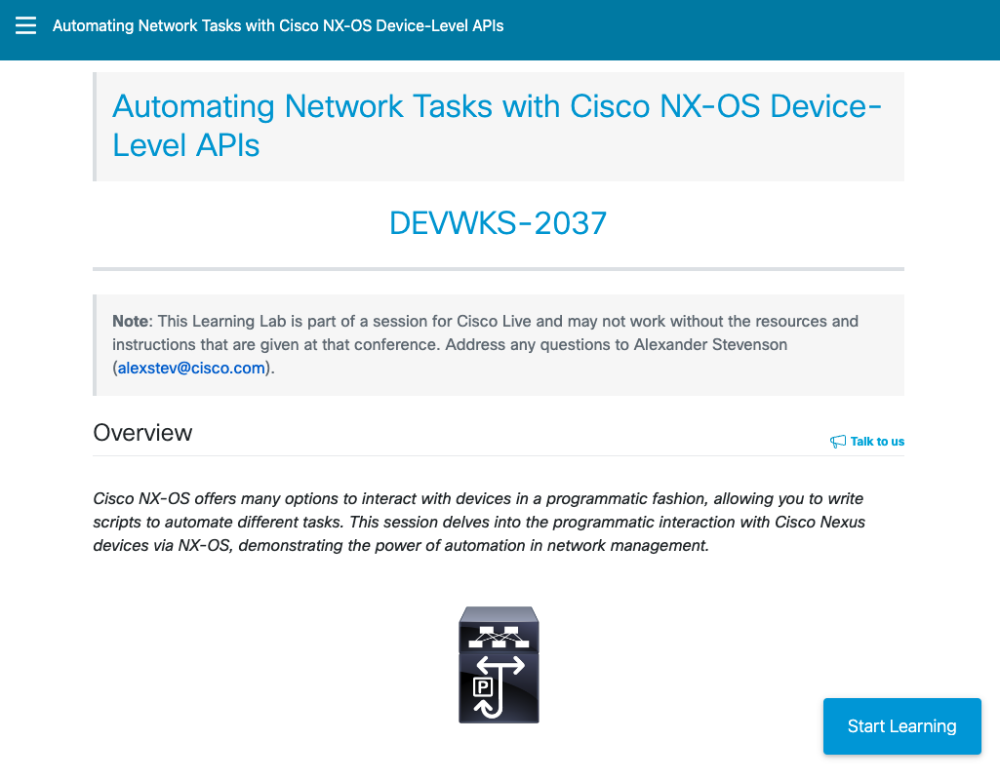 Automating Network Tasks with Cisco NX-OS Device-Level APIs
Automating Network Tasks with Cisco NX-OS Device-
Level APIs
DEVWKS-2037
Note: This Learning Lab is part of a session for Cisco Live and may not work without the resources and
instructions that are given at that conference. Address any questions to Alexander Stevenson
(alexstev@cisco.com).
Overview
Talk to us
Cisco NX-OS offers many options to interact with devices in a programmatic fashion, allowing you to write
scripts to automate different tasks. This session delves into the programmatic interaction with Cisco Nexus
devices via NX-OS, demonstrating the power of automation in network management.
P
Start Learning